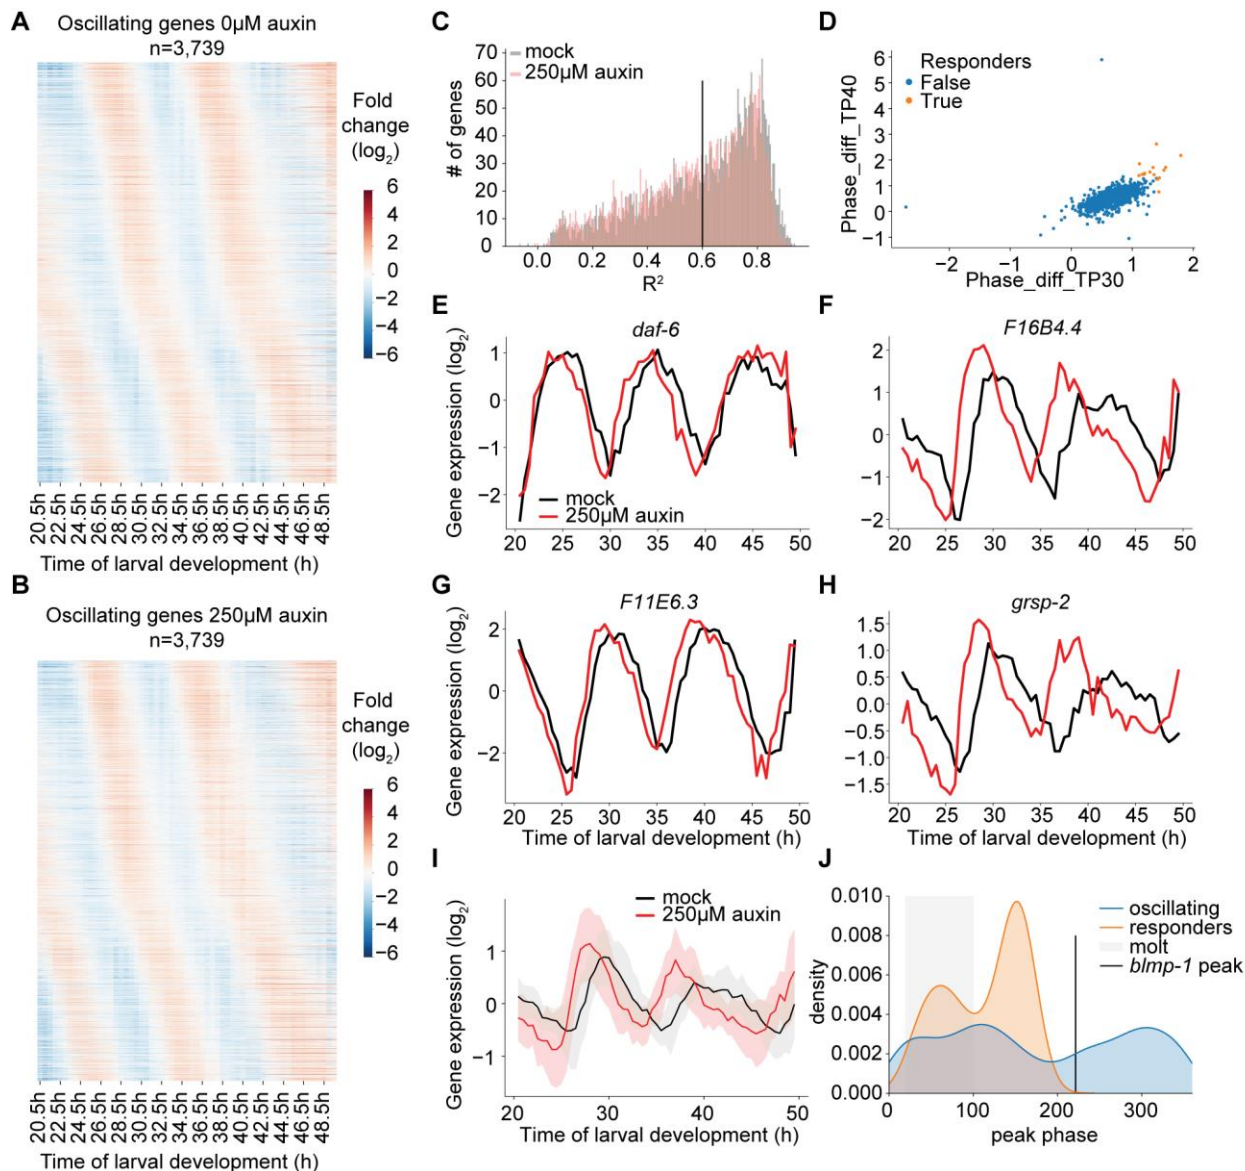 A
Oscillating genes 0µM auxin
n=3,739
Fold
change
(log2)
6
4
2
0
−2
−4
−6
20.5h
22.5h
24.5h
26.5h
28.5h
30.5h
32.5h
34.5h
36.5h
38.5h
40.5h
42.5h
44.5h
46.5h
48.5h
Time of larval development (h)
B
Oscillating genes 250µM auxin
n=3,739
Fold
change
(log2)
6
4
2
0
−2
−4
−6
20.5h
22.5h
24.5h
26.5h
28.5h
30.5h
32.5h
34.5h
36.5h
38.5h
40.5h
42.5h
44.5h
46.5h
48.5h
Time of larval development (h)
C
mock
250µM auxin
# of genes
70
60
50
40
30
20
10
0
0.0 0.2 0.4 0.6 0.8
R²
D
Responders
False
True
Phase_diff_TP40
6
5
4
3
2
1
0
−1
−2 −1 0 1 2
Phase_diff_TP30
E
daf-6
Gene expression (log2)
1
0
−1
−2
mock
250µM auxin
20 25 30 35 40 45 50
F
F16B4.4
2
1
0
−1
−2
20 25 30 35 40 45 50
G
F11E6.3
Gene expression (log2)
2
0
−2
20 25 30 35 40 45 50
Time of larval development (h)
H
grsp-2
1.5
1.0
0.5
0.0
−0.5
−1.0
−1.5
20 25 30 35 40 45 50
Time of larval development (h)
I
mock
250µM auxin
Gene expression (log2)
1
0
−1
20 30 40 50
Time of larval development (h)
J
oscillating
responders
molt
blmp-1 peak
density
0.010
0.008
0.006
0.004
0.002
0.000
0 100 200 300
peak phase